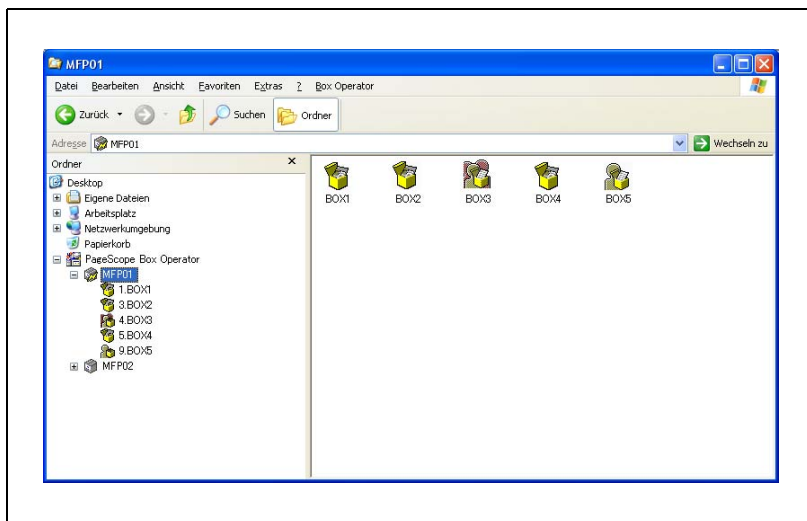 MFP01
Datei Bearbeiten Ansicht Favoriten Extras ? Box Operator
Zurück Suchen Ordner
Adresse MFP01 Wechseln zu
Ordner
Desktop
Eigene Dateien
Arbeitsplatz
Netzwerkumgebung
Papierkorb
PageScope Box Operator
MFP01
1.BOX1
3.BOX2
4.BOX3
5.BOX4
9.BOX5
MFP02
BOX1 BOX2 BOX3 BOX4 BOX5